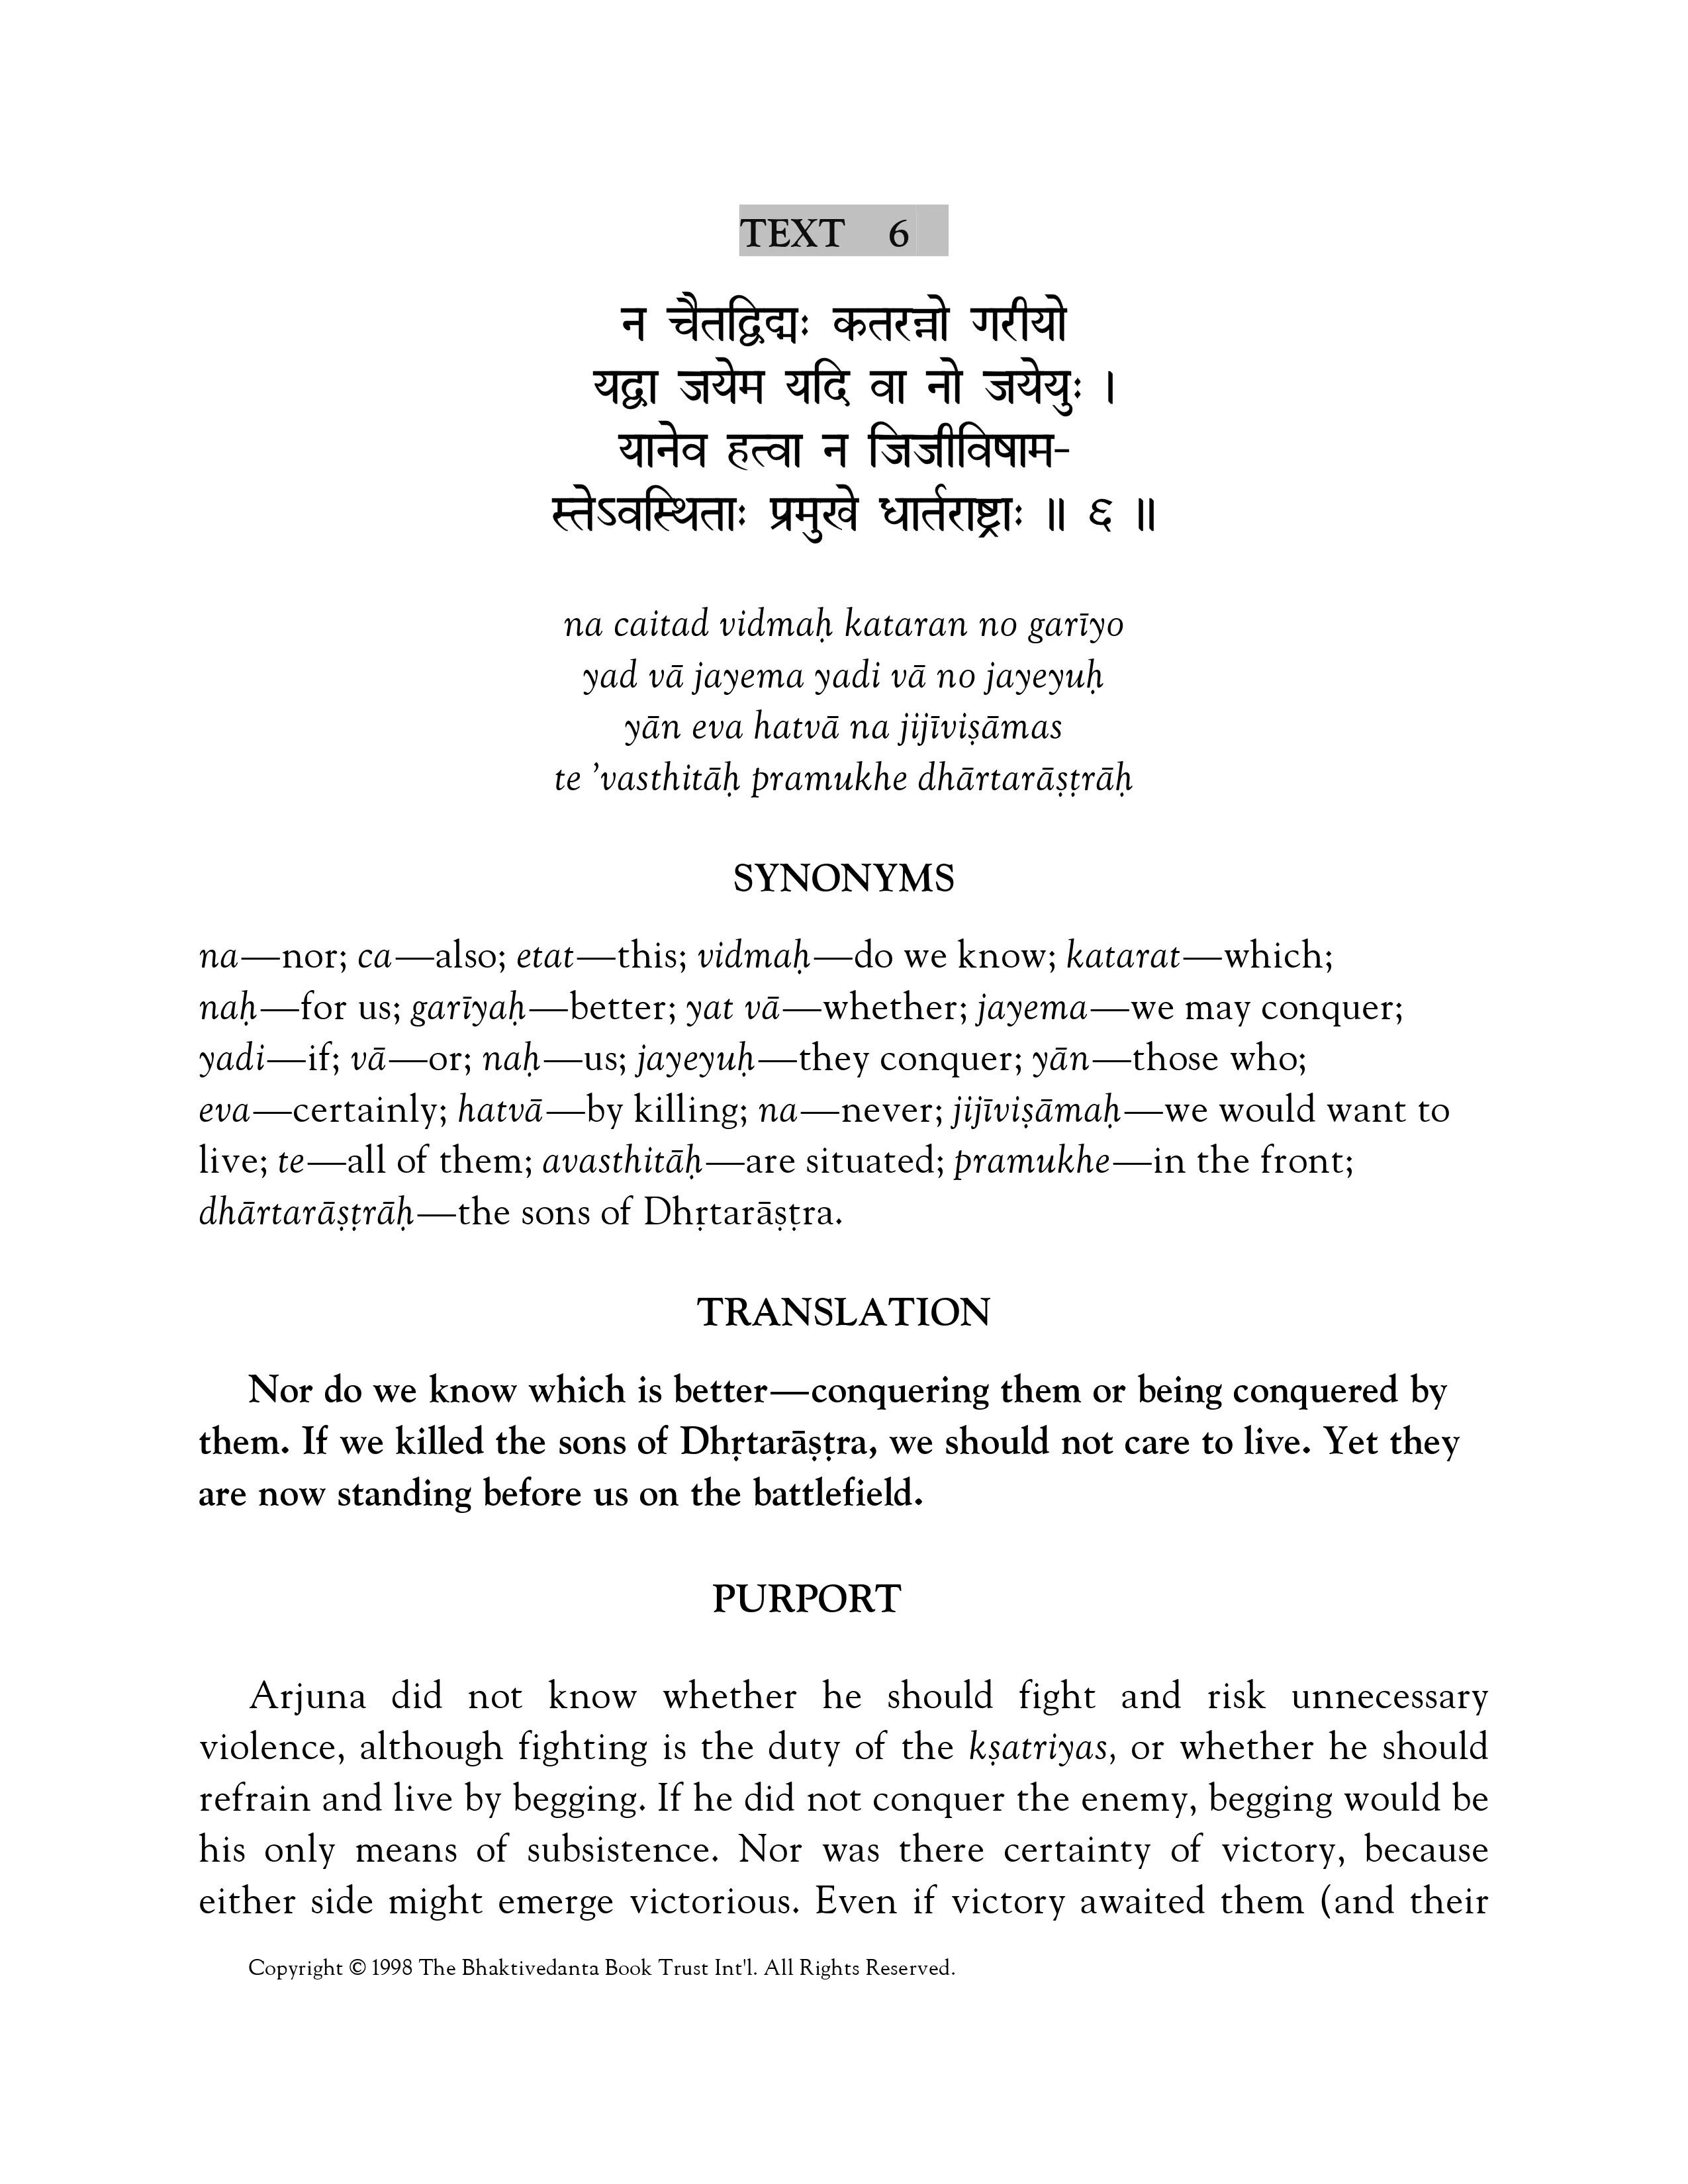 TEXT 6
न चैतद्विद्मः कतरन्नो गरीयो
यद्वा जयेम यदि वा नो जयेयुः ।
यानेव हत्वा न जिजीविषाम-
स्तेऽवस्थिताः प्रमुखे धार्तराष्ट्राः ॥ ६ ॥
na caitad vidmaḥ kataran no garīyo
yad vā jayema yadi vā no jayeyuḥ
yān eva hatvā na jijīviṣāmas
te ’vasthitāḥ pramukhe dhārtarāṣṭrāḥ
SYNONYMS
na—nor; ca—also; etat—this; vidmaḥ—do we know; katarat—which;
naḥ—for us; garīyaḥ—better; yat vā—whether; jayema—we may conquer;
yadi—if; vā—or; naḥ—us; jayeyuḥ—they conquer; yān—those who;
eva—certainly; hatvā—by killing; na—never; jijīviṣāmaḥ—we would want to
live; te—all of them; avasthitāḥ—are situated; pramukhe—in the front;
dhārtarāṣṭrāḥ—the sons of Dhṛtarāṣṭra.
TRANSLATION
Nor do we know which is better—conquering them or being conquered by
them. If we killed the sons of Dhṛtarāṣṭra, we should not care to live. Yet they
are now standing before us on the battlefield.
PURPORT
Arjuna did not know whether he should fight and risk unnecessary
violence, although fighting is the duty of the kṣatriyas, or whether he should
refrain and live by begging. If he did not conquer the enemy, begging would be
his only means of subsistence. Nor was there certainty of victory, because
either side might emerge victorious. Even if victory awaited them (and their
Copyright © 1998 The Bhaktivedanta Book Trust Int'l. All Rights Reserved.